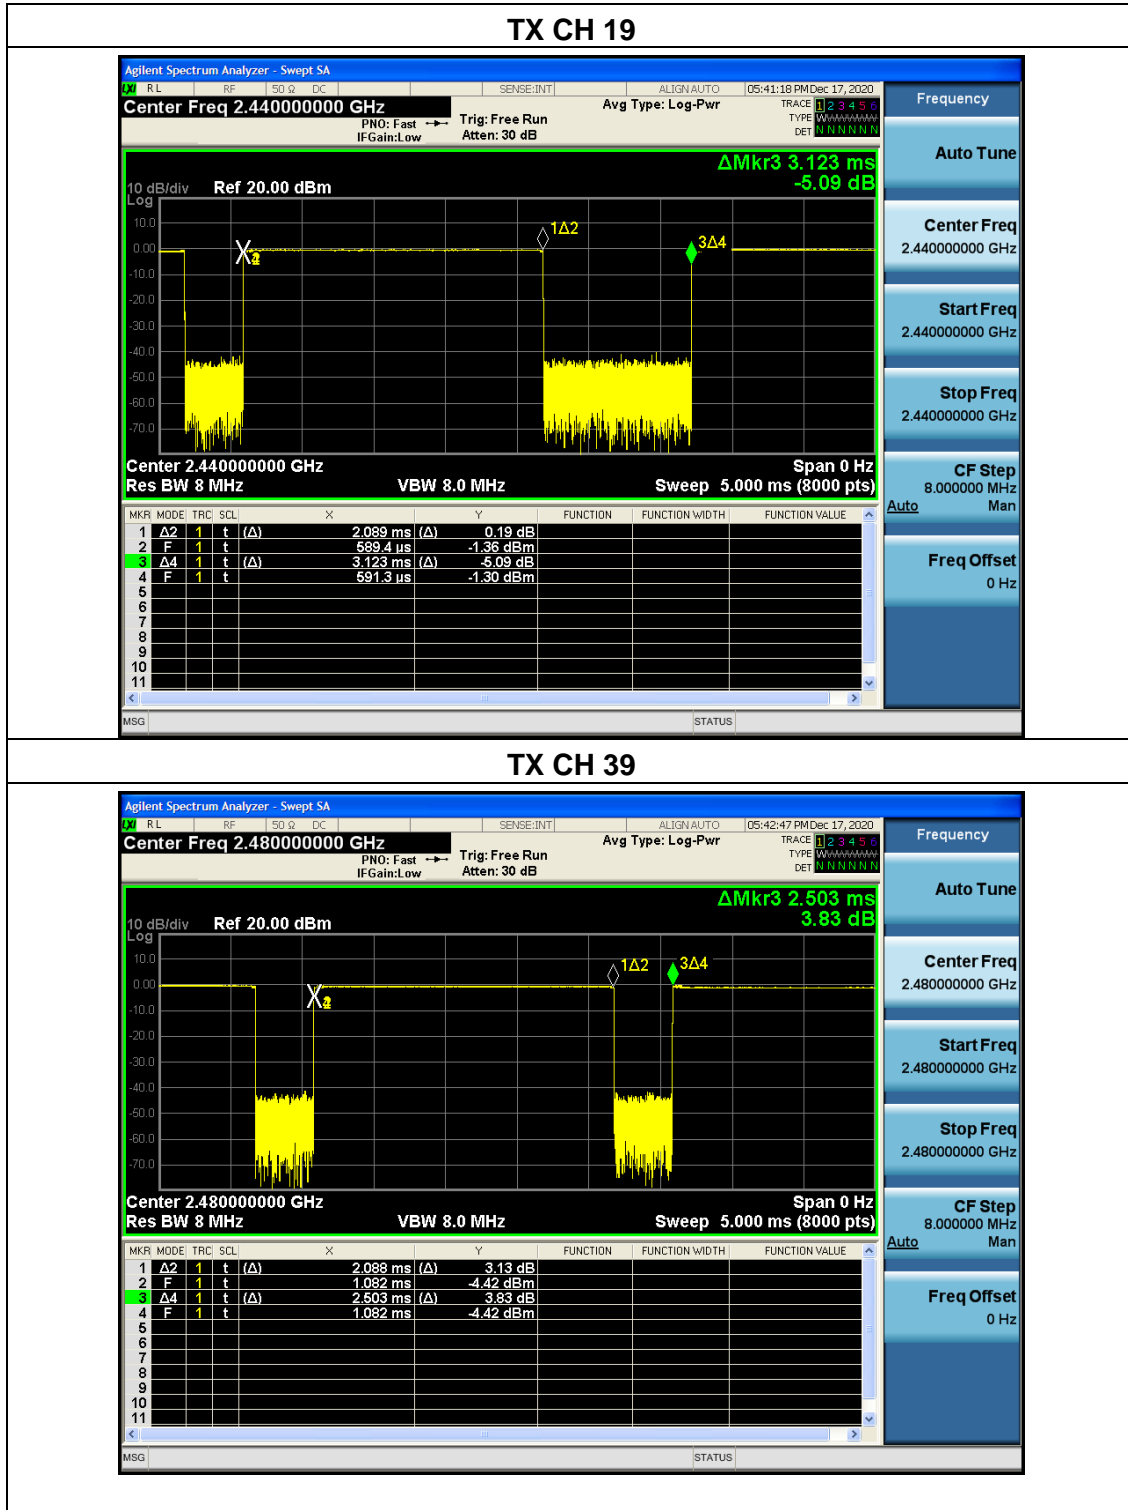 TX CH 19
Agilent Spectrum Analyzer - Swept SA
LXI RL RF 50 Ω DC SENSE:INT ALIGN AUTO 05:41:18 PM Dec 17, 2020
Center Freq 2.440000000 GHz
PNO: Fast
IFGain:Low
Trig: Free Run
Atten: 30 dB
Avg Type: Log-Pwr
TRACE 1 2 3 4 5 6
TYPE W
DET N N N N N N
ΔMkr3 3.123 ms
-5.09 dB
10 dB/div
Log
Ref 20.00 dBm
10.0
0.00
-10.0
-20.0
-30.0
-40.0
-50.0
-60.0
-70.0
1Δ2
3Δ4
Center 2.440000000 GHz
Span 0 Hz
Res BW 8 MHz
VBW 8.0 MHz
Sweep 5.000 ms (8000 pts)
MKR MODE TRC SCL X Y FUNCTION FUNCTION WIDTH FUNCTION VALUE
1 Δ2 1 t (Δ) 2.089 ms (Δ) 0.19 dB
2 F 1 t 589.4 µs -1.36 dBm
3 Δ4 1 t (Δ) 3.123 ms (Δ) -5.09 dB
4 F 1 t 591.3 µs -1.30 dBm
5
6
7
8
9
10
11
MSG
STATUS
Frequency
Auto Tune
Center Freq
2.440000000 GHz
Start Freq
2.440000000 GHz
Stop Freq
2.440000000 GHz
CF Step
8.000000 MHz
Auto Man
Freq Offset
0 Hz
TX CH 39
Agilent Spectrum Analyzer - Swept SA
LXI RL RF 50 Ω DC SENSE:INT ALIGN AUTO 05:42:47 PM Dec 17, 2020
Center Freq 2.480000000 GHz
PNO: Fast
IFGain:Low
Trig: Free Run
Atten: 30 dB
Avg Type: Log-Pwr
TRACE 1 2 3 4 5 6
TYPE W
DET N N N N N N
ΔMkr3 2.503 ms
3.83 dB
10 dB/div
Log
Ref 20.00 dBm
10.0
0.00
-10.0
-20.0
-30.0
-40.0
-50.0
-60.0
-70.0
1Δ2
3Δ4
Center 2.480000000 GHz
Span 0 Hz
Res BW 8 MHz
VBW 8.0 MHz
Sweep 5.000 ms (8000 pts)
MKR MODE TRC SCL X Y FUNCTION FUNCTION WIDTH FUNCTION VALUE
1 Δ2 1 t (Δ) 2.088 ms (Δ) 3.13 dB
2 F 1 t 1.082 ms -4.42 dBm
3 Δ4 1 t (Δ) 2.503 ms (Δ) 3.83 dB
4 F 1 t 1.082 ms -4.42 dBm
5
6
7
8
9
10
11
MSG
STATUS
Frequency
Auto Tune
Center Freq
2.480000000 GHz
Start Freq
2.480000000 GHz
Stop Freq
2.480000000 GHz
CF Step
8.000000 MHz
Auto Man
Freq Offset
0 Hz